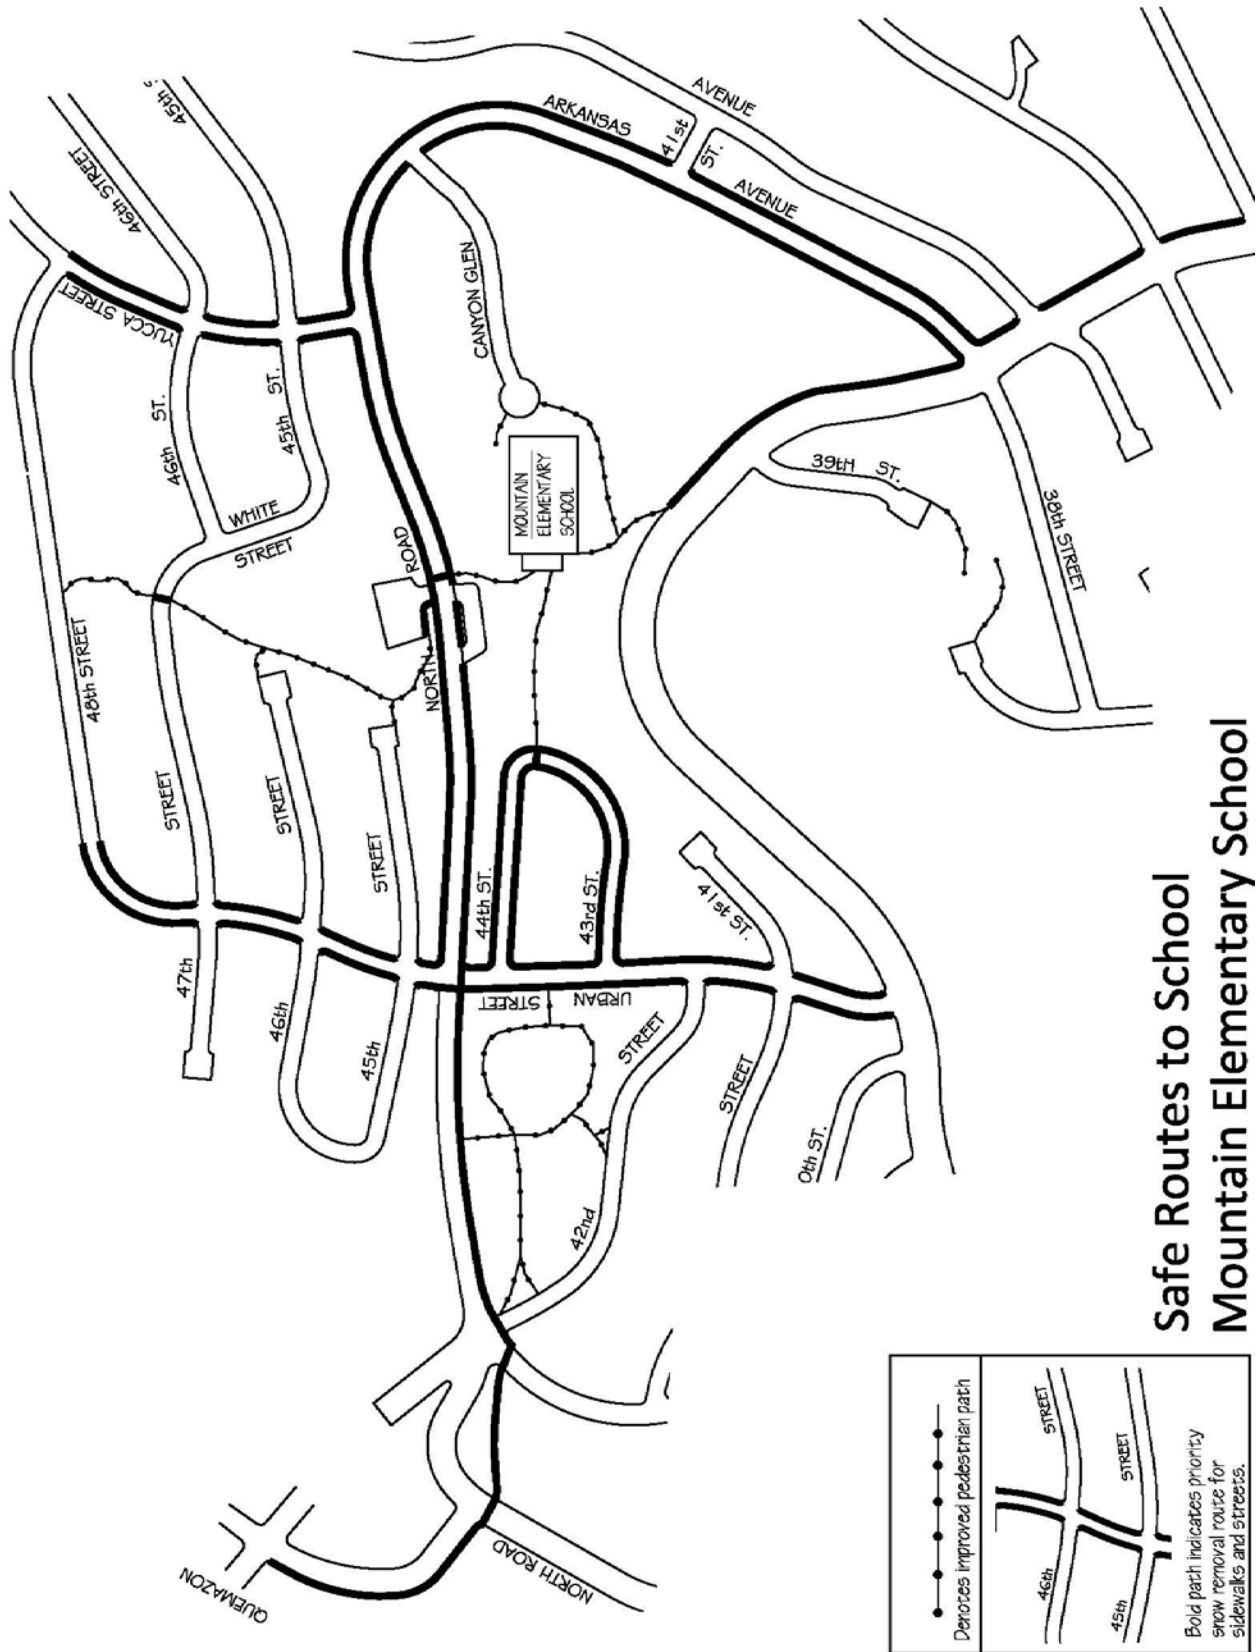 46th STREET
45th S
YUCCA STREET
46th ST.
45th ST.
WHITE
STREET
48th STREET
NORTH ROAD
CANYON GLEN
ARKANSAS
AVENUE
41st
ST.
AVENUE
MOUNTAIN
ELEMENTARY
SCHOOL
39tH ST.
38th STREET
47th STREET
46th STREET
45th STREET
44th ST.
43rd ST.
41st ST.
URBAN
STREET
42nd STREET
STREET
0th ST.
QUEMAZON
NORTH ROAD
Safe Routes to School
Mountain Elementary School
Denotes improved pedestrian path
46th STREET
45th STREET
Bold path indicates priority
snow removal route for
sidewalks and streets.